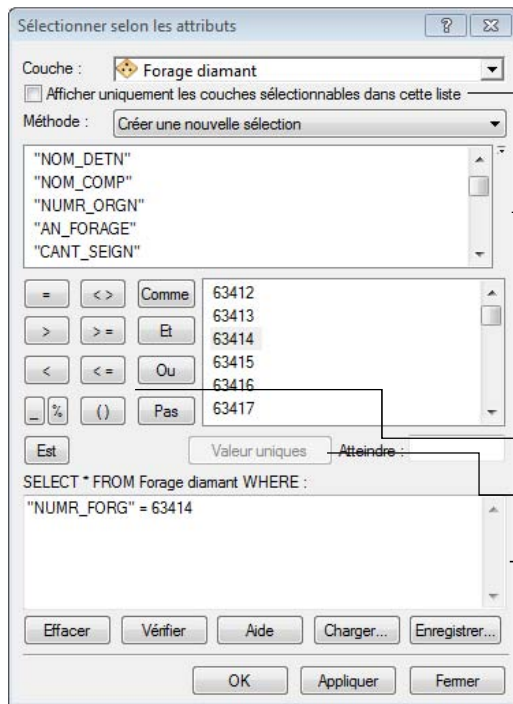 Sélectionner selon les attributs
Couche : Forage diamant
Afficher uniquement les couches sélectionnables dans cette liste
Méthode : Créer une nouvelle sélection
"NOM_DETN"
"NOM_COMP"
"NUMR_ORGN"
"AN_FORAGE"
"CANT_SEIGN"
= < > Comme
> > = Et
< < = Ou
_ % () Pas
63412
63413
63414
63415
63416
63417
Est Valeur uniques Atteindre :
SELECT * FROM Forage diamant WHERE :
"NUMR_FORG" = 63414
Effacer Vérifier Aide Charger... Enregistrer...
OK Appliquer Fermer